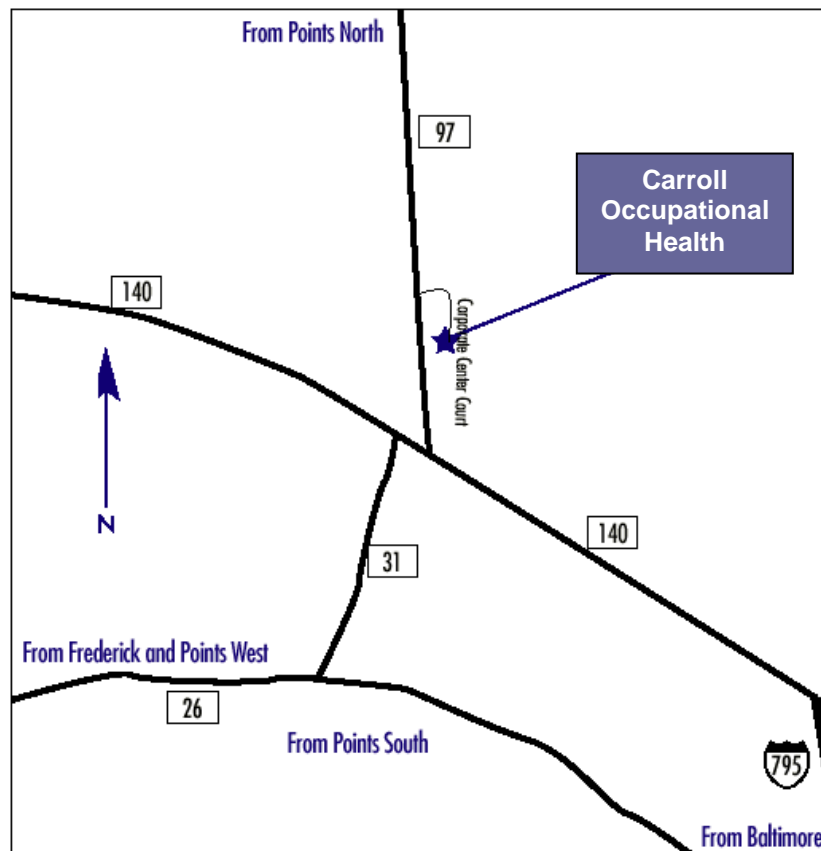 From Points North
97
Carroll
Occupational
Health
140
Corporate Center Court
N
140
31
From Frederick and Points West
26
From Points South
795
From Baltimore